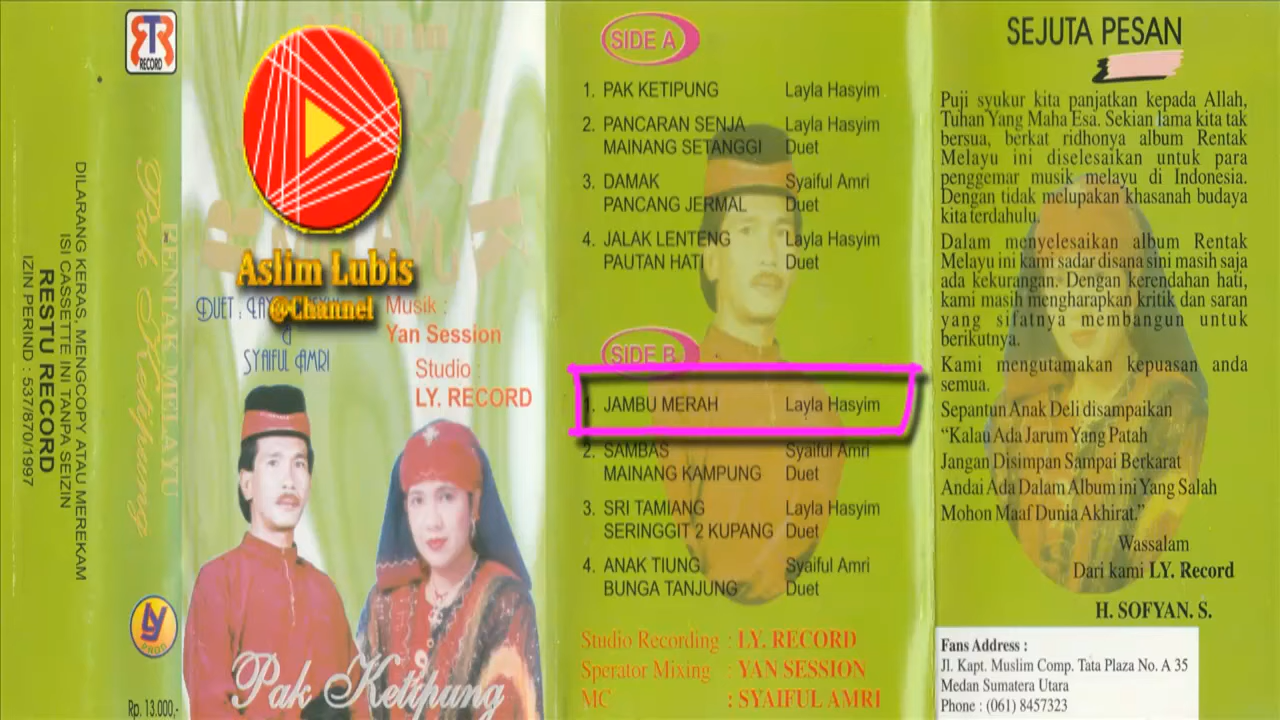 RECORD
DILARANG KERAS, MENGCOPY ATAU MEREKAM
ISI CASSETTE INI TANPA SEIZIN
RESTU RECORD
IZIN PERIND : 537/870/1997
RENTAK MELAYU
Pak Ketipung
Rp. 13.000,-
Aslim Lubis
@Channel
DUET :
&
SYAIFUL AMRI
Musik :
Yan Session
Studio :
LY. RECORD
Pak Ketipung
SIDE A
1. PAK KETIPUNG Layla Hasyim
2. PANCARAN SENJA Layla Hasyim
MAINANG SETANGGI Duet
3. DAMAK Syaiful Amri
PANCANG JERMAL Duet
4. JALAK LENTENG Layla Hasyim
PAUTAN HATI Duet
SIDE B
1. JAMBU MERAH Layla Hasyim
2. SAMBAS Syaiful Amri
MAINANG KAMPUNG Duet
3. SRI TAMIANG Layla Hasyim
SERINGGIT 2 KUPANG Duet
4. ANAK TIUNG Syaiful Amri
BUNGA TANJUNG Duet
Studio Recording : LY. RECORD
Sperator Mixing : YAN SESSION
MC : SYAIFUL AMRI
SEJUTA PESAN
Puji syukur kita panjatkan kepada Allah,
Tuhan Yang Maha Esa. Sekian lama kita tak
bersua, berkat ridhonya album Rentak
Melayu ini diselesaikan untuk para
penggemar musik melayu di Indonesia.
Dengan tidak melupakan khasanah budaya
kita terdahulu.
Dalam menyelesaikan album Rentak
Melayu ini kami sadar disana sini masih saja
ada kekurangan. Dengan kerendahan hati,
kami masih mengharapkan kritik dan saran
yang sifatnya membangun untuk
berikutnya.
Kami mengutamakan kepuasan anda
semua.
Sepantun Anak Deli disampaikan
“Kalau Ada Jarum Yang Patah
Jangan Disimpan Sampai Berkarat
Andai Ada Dalam Album ini Yang Salah
Mohon Maaf Dunia Akhirat.”
Wassalam
Dari kami LY. Record
H. SOFYAN. S.
Fans Address :
Jl. Kapt. Muslim Comp. Tata Plaza No. A 35
Medan Sumatera Utara
Phone : (061) 8457323